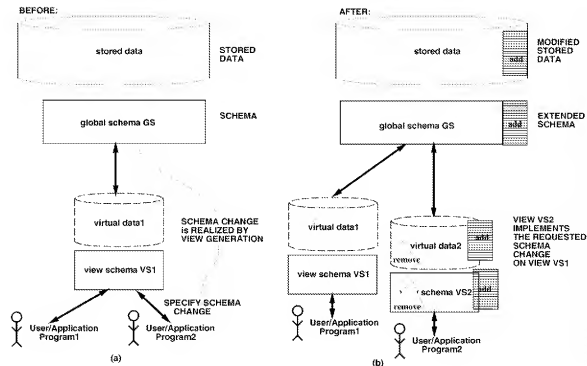 BEFORE:
stored data
STORED
DATA
global schema GS
SCHEMA
virtual data1
SCHEMA CHANGE
IS REALIZED BY
VIEW GENERATION
view schema VS1
SPECIFY SCHEMA
CHANGE
User/Application
Program1
User/Application
Program2
(a)
AFTER:
stored data
add
MODIFIED
STORED
DATA
global schema GS
add
EXTENDED
SCHEMA
virtual data1
view schema VS1
virtual data2
remove
add
VIEW VS2
IMPLEMENTS
THE REQUESTED
SCHEMA
CHANGE
ON VIEW VS1
schema VS2
remove
add
User/Application
Program1
User/Application
Program2
(b)